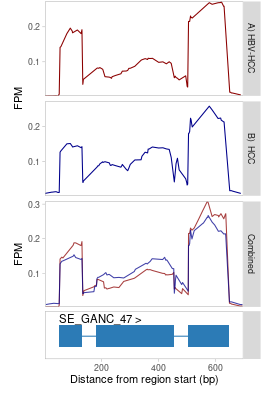 0.2
0.1
A) HBV-HCC
FPM
0.2
0.1
B) HCC
0.3
0.2
0.1
Combined
FPM
SE_GANC_47 >
200
400
600
Distance from region start (bp)